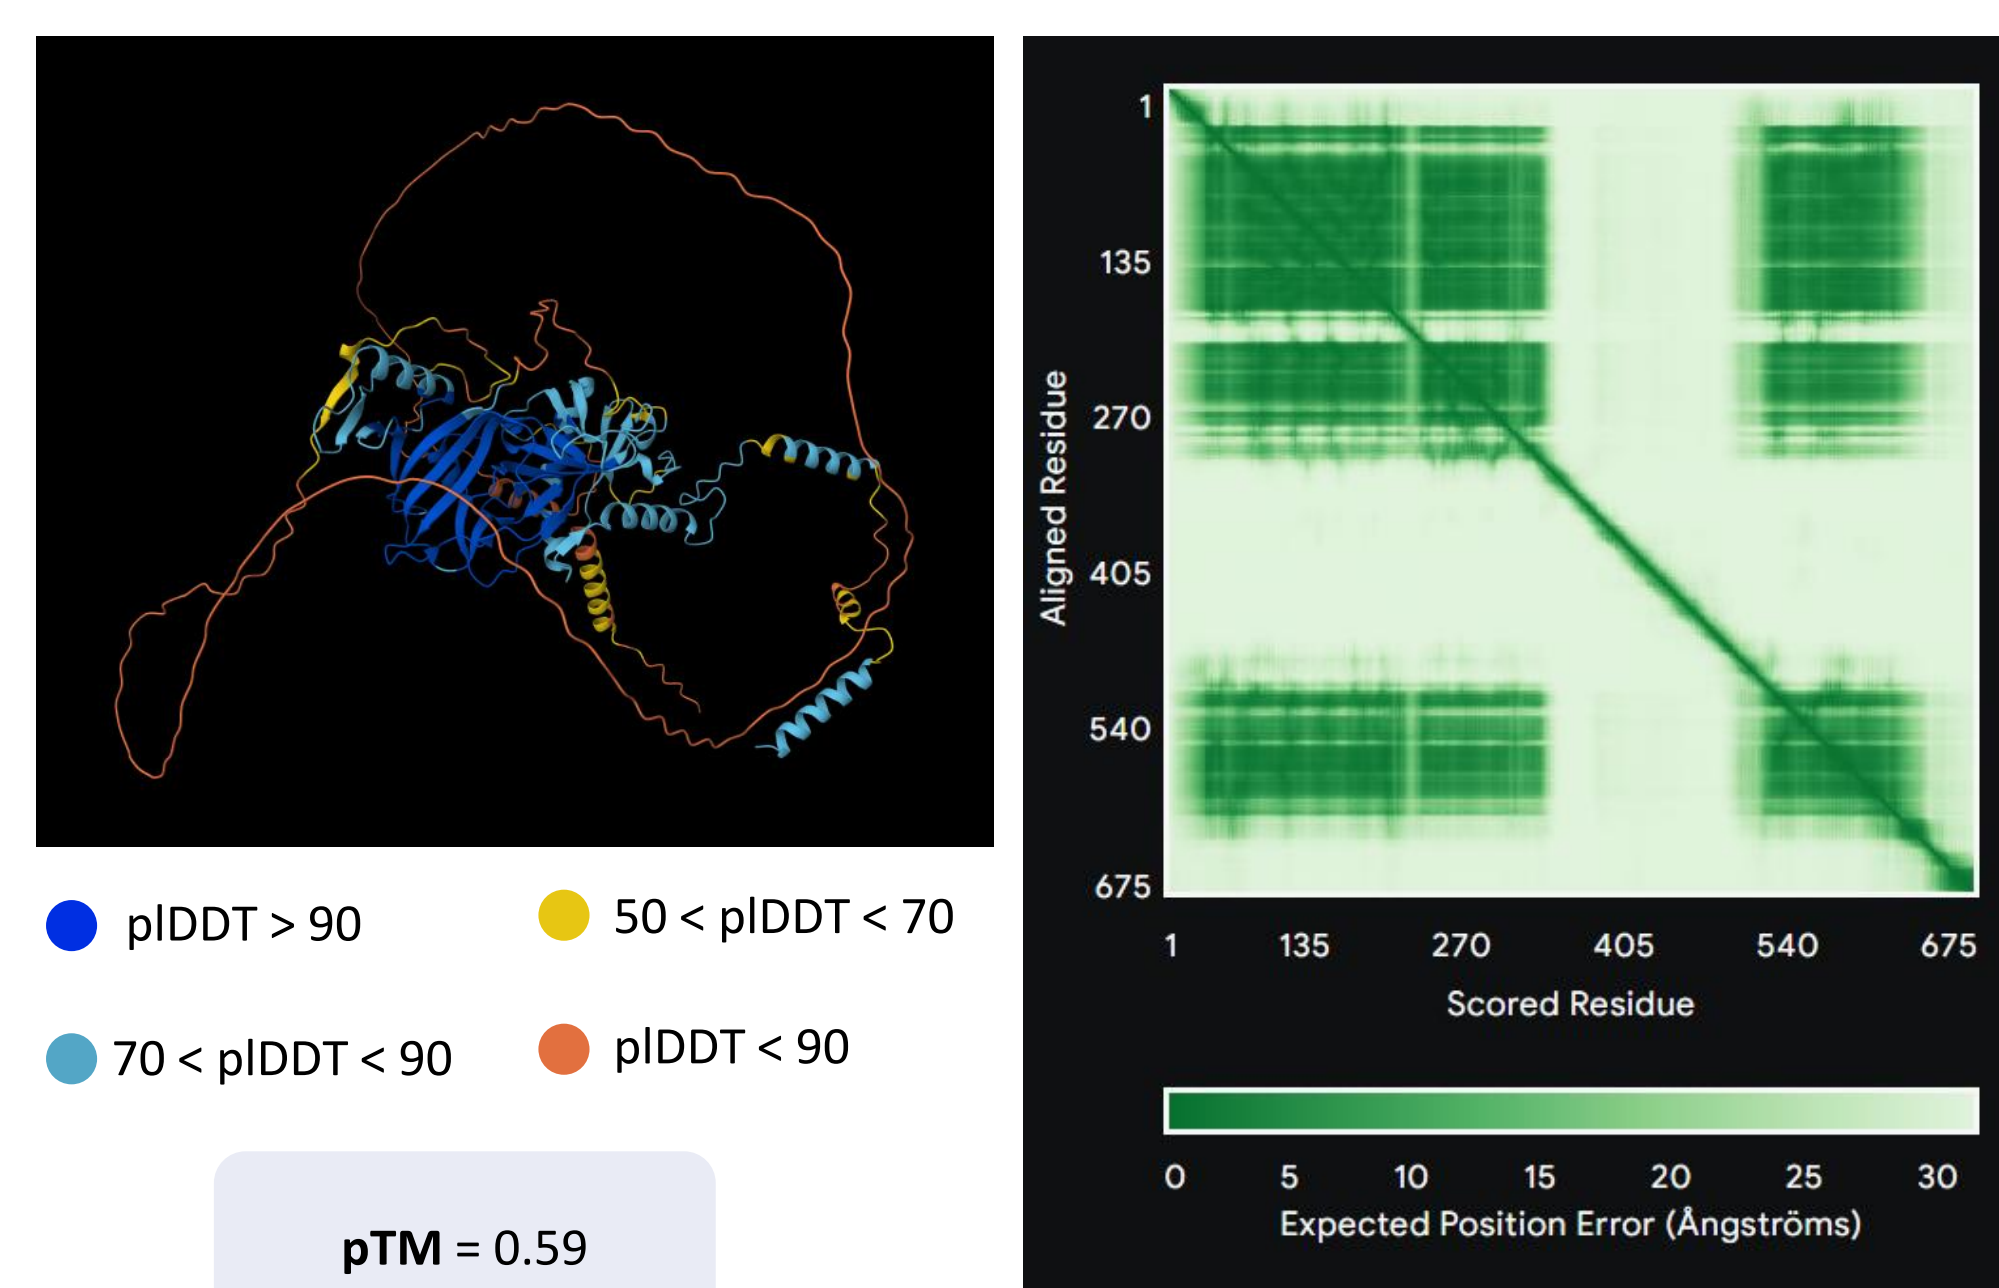 plDDT > 90
50 < plDDT < 70
70 < plDDT < 90
plDDT < 90
pTM = 0.59
Aligned Residue
1
135
270
405
540
675
1 135 270 405 540 675
Scored Residue
0 5 10 15 20 25 30
Expected Position Error (Ångströms)